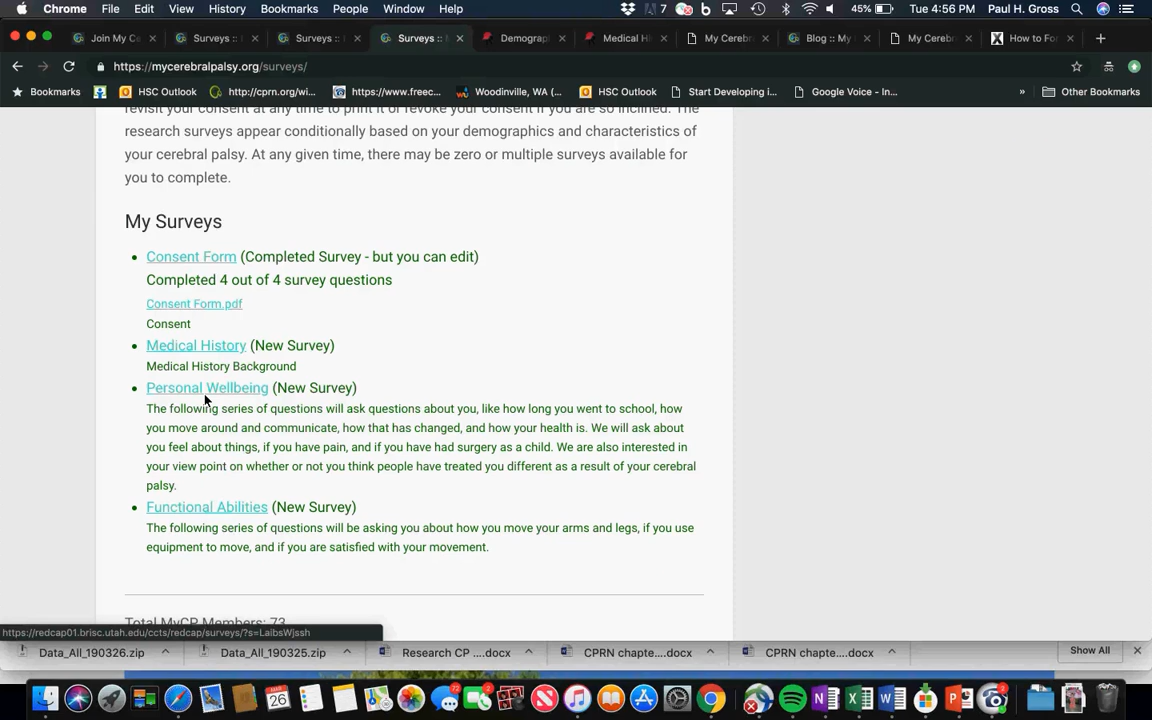 Chrome File Edit View History Bookmarks People Window Help 7 45% Tue 4:56 PM Paul H. Gross
Join My Ce Surveys :: Surveys :: Surveys :: Demograp Medical Hi My Cereb Blog :: My My Cereb How to Fo
https://mycerebralpalsy.org/surveys/
Bookmarks HSC Outlook http://cprn.org/wi... https://www.freec... Woodinville, WA (... HSC Outlook Start Developing i... Google Voice - In... » Other Bookmarks
revisit your consent at any time to print it or revoke your consent if you are so inclined. The
research surveys appear conditionally based on your demographics and characteristics of
your cerebral palsy. At any given time, there may be zero or multiple surveys available for
you to complete.
My Surveys
• Consent Form (Completed Survey - but you can edit)
Completed 4 out of 4 survey questions
Consent Form.pdf
Consent
• Medical History (New Survey)
Medical History Background
• Personal Wellbeing (New Survey)
The following series of questions will ask questions about you, like how long you went to school, how
you move around and communicate, how that has changed, and how your health is. We will ask about
you feel about things, if you have pain, and if you have had surgery as a child. We are also interested in
your view point on whether or not you think people have treated you different as a result of your cerebral
palsy.
• Functional Abilities (New Survey)
The following series of questions will be asking you about how you move your arms and legs, if you use
equipment to move, and if you are satisfied with your movement.
Total MyCP Members: 73
https://redcap01.brisc.utah.edu/ccts/redcap/surveys/?s=LaibsWjssh
Data_All_190326.zip Data_All_190325.zip Research CP ....docx CPRN chapte....docx CPRN chapte....docx Show All